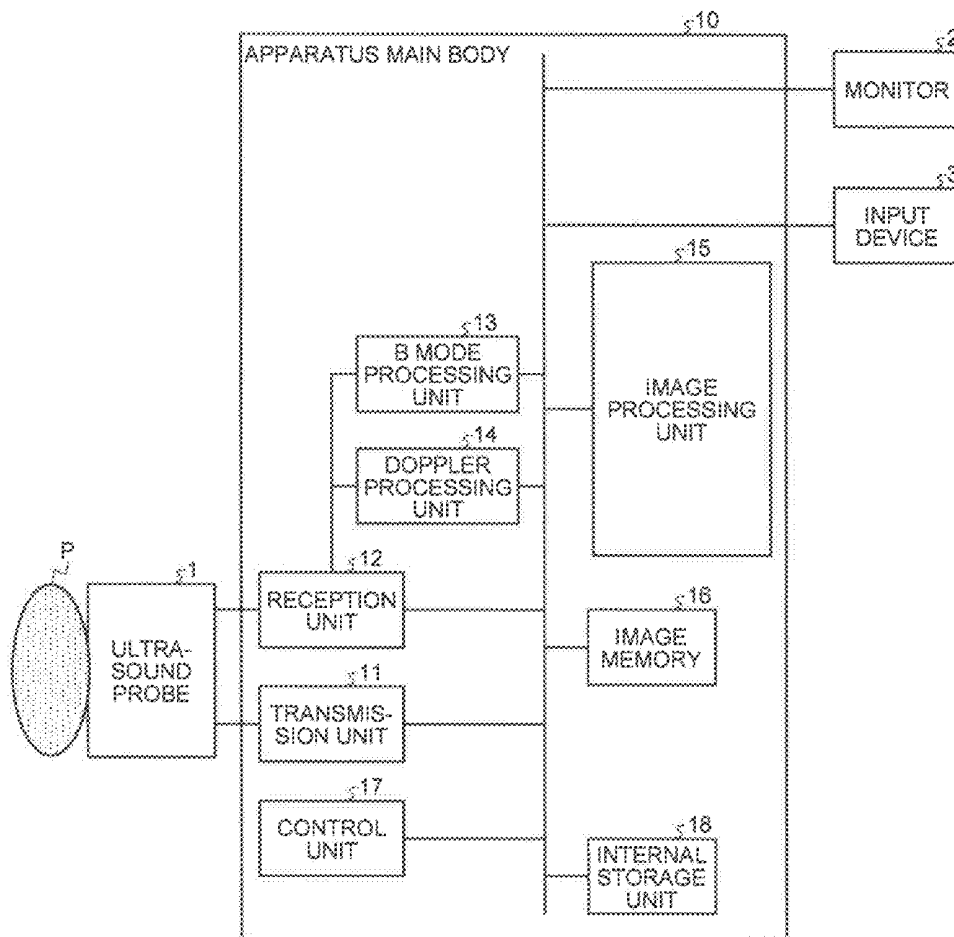 10
APPARATUS MAIN BODY
2
MONITOR
3
INPUT
DEVICE
15
IMAGE
PROCESSING
UNIT
13
B MODE
PROCESSING
UNIT
14
DOPPLER
PROCESSING
UNIT
P
1
ULTRA-
SOUND
PROBE
12
RECEPTION
UNIT
16
IMAGE
MEMORY
11
TRANSMIS-
SION UNIT
17
CONTROL
UNIT
18
INTERNAL
STORAGE
UNIT